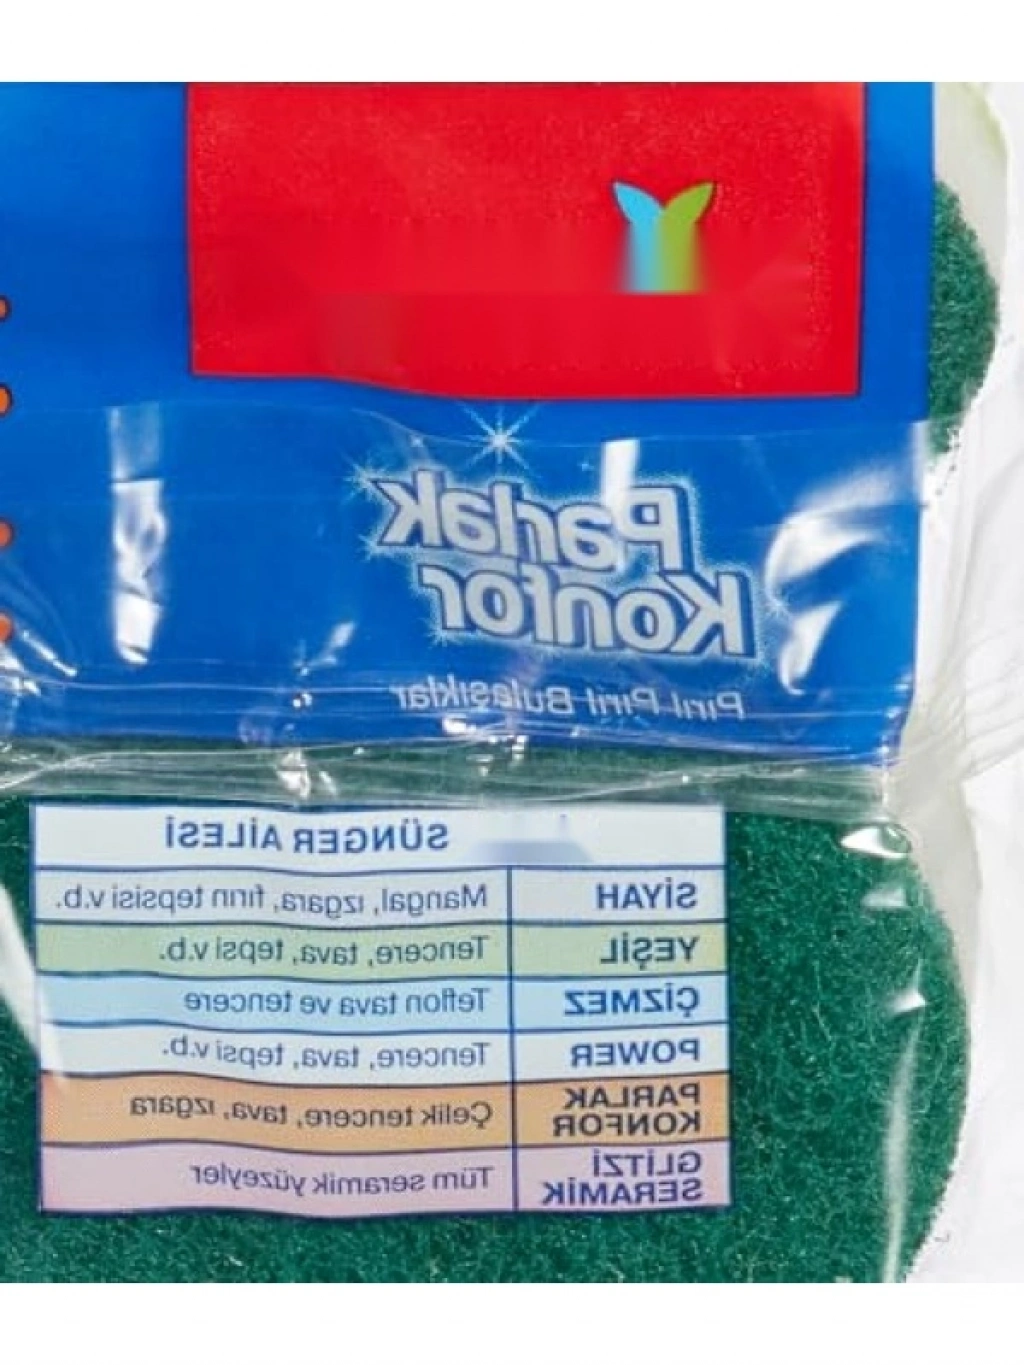 Parlak
Konfor
Pırıl Pırıl Bulaşıklar
SÜNGER AİLESİ
SİYAH Mangal, ızgara, fırın tepsisi v.b.
YEŞİL Tencere, tava, tepsi v.b.
ÇİZMEZ Teflon tava ve tencere
POWER Tencere, tava, tepsi v.b.
PARLAK
KONFOR Çelik tencere, tava, ızgara
GLİTZİ
SERAMİK Tüm seramik yüzeyler